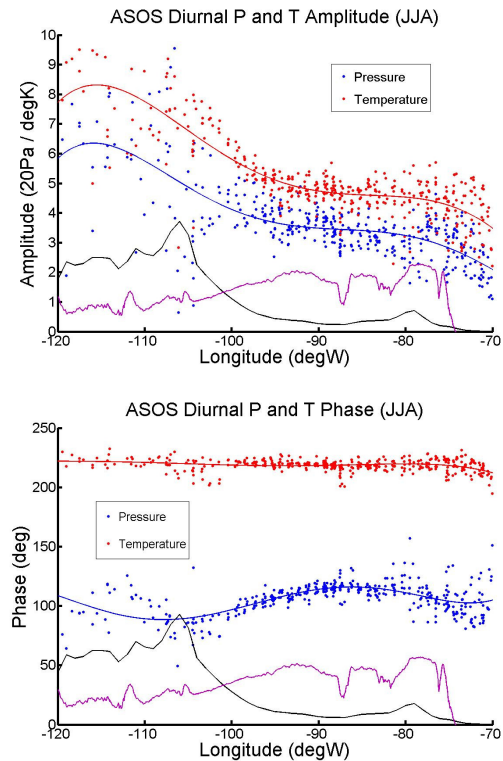 ASOS Diurnal P and T Amplitude (JJA)
10
9
8
7
6
5
4
3
2
1
0
Amplitude (20Pa / degK)
Pressure
Temperature
-120
-110
-100
-90
-80
-70
Longitude (degW)
ASOS Diurnal P and T Phase (JJA)
250
200
150
100
50
0
Phase (deg)
Pressure
Temperature
-120
-110
-100
-90
-80
-70
Longitude (degW)